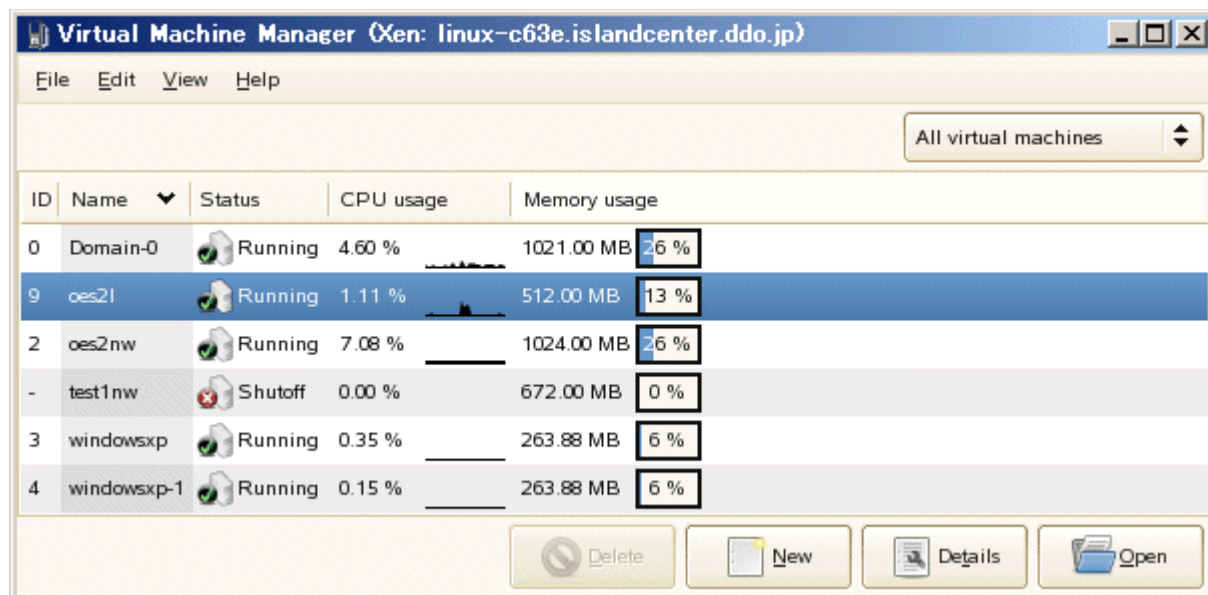 Virtual Machine Manager (Xen: linux-c63e.islandcenter.ddo.jp)
File Edit View Help
All virtual machines
ID Name Status CPU usage Memory usage
0 Domain-0 Running 4.60 % 1021.00 MB 26 %
9 oes2l Running 1.11 % 512.00 MB 13 %
2 oes2nw Running 7.08 % 1024.00 MB 26 %
- test1nw Shutoff 0.00 % 672.00 MB 0 %
3 windowsxp Running 0.35 % 263.88 MB 6 %
4 windowsxp-1 Running 0.15 % 263.88 MB 6 %
Delete New Details Open